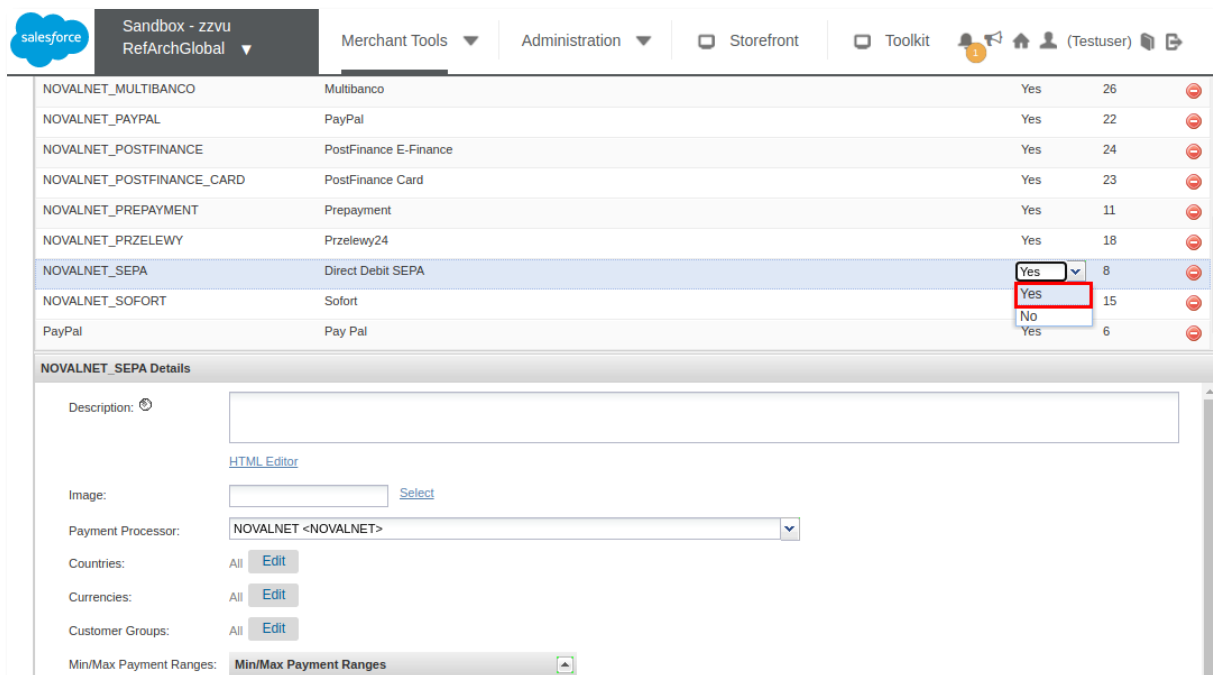 salesforce
Sandbox - zzvu
RefArchGlobal
Merchant Tools
Administration
Storefront
Toolkit
1
(Testuser)
NOVALNET_MULTIBANCO Multibanco Yes 26
NOVALNET_PAYPAL PayPal Yes 22
NOVALNET_POSTFINANCE PostFinance E-Finance Yes 24
NOVALNET_POSTFINANCE_CARD PostFinance Card Yes 23
NOVALNET_PREPAYMENT Prepayment Yes 11
NOVALNET_PRZELEWY Przelewy24 Yes 18
NOVALNET_SEPA Direct Debit SEPA Yes 8
Yes
NOVALNET_SOFORT Sofort 15
No
PayPal Pay Pal Yes 6
NOVALNET_SEPA Details
Description:
HTML Editor
Image: Select
Payment Processor: NOVALNET <NOVALNET>
Countries: All Edit
Currencies: All Edit
Customer Groups: All Edit
Min/Max Payment Ranges: Min/Max Payment Ranges